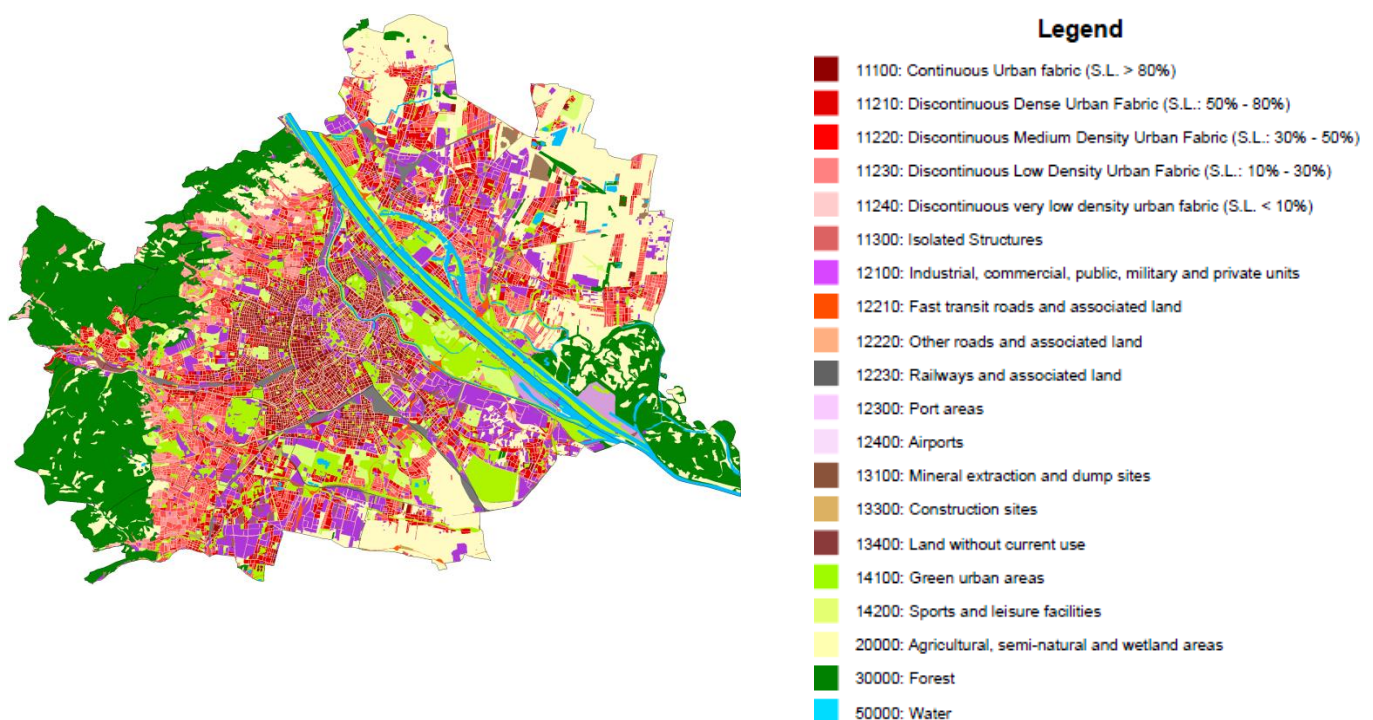 Legend
11100: Continuous Urban fabric (S.L. > 80%)
11210: Discontinuous Dense Urban Fabric (S.L.: 50% - 80%)
11220: Discontinuous Medium Density Urban Fabric (S.L.: 30% - 50%)
11230: Discontinuous Low Density Urban Fabric (S.L.: 10% - 30%)
11240: Discontinuous very low density urban fabric (S.L. < 10%)
11300: Isolated Structures
12100: Industrial, commercial, public, military and private units
12210: Fast transit roads and associated land
12220: Other roads and associated land
12230: Railways and associated land
12300: Port areas
12400: Airports
13100: Mineral extraction and dump sites
13300: Construction sites
13400: Land without current use
14100: Green urban areas
14200: Sports and leisure facilities
20000: Agricultural, semi-natural and wetland areas
30000: Forest
50000: Water